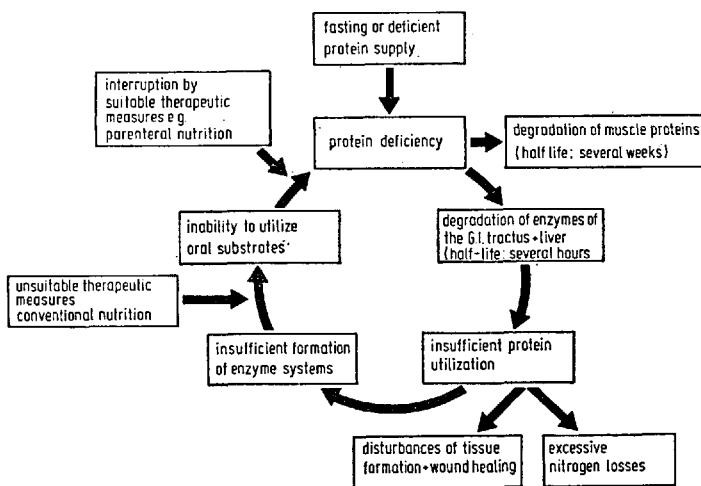 fasting or deficient
protein supply
interruption by
suitable therapeutic
measures e.g.
parenteral nutrition
protein deficiency
degradation of muscle proteins
(half life; several weeks)
inability to utilize
oral substrates
degradation of enzymes of
the G.I. tractus + liver
(half-life; several hours
unsuitable therapeutic
measures
conventional nutrition
insufficient formation
of enzyme systems
insufficient protein
utilization
disturbances of tissue
formation + wound healing
excessive
nitrogen losses